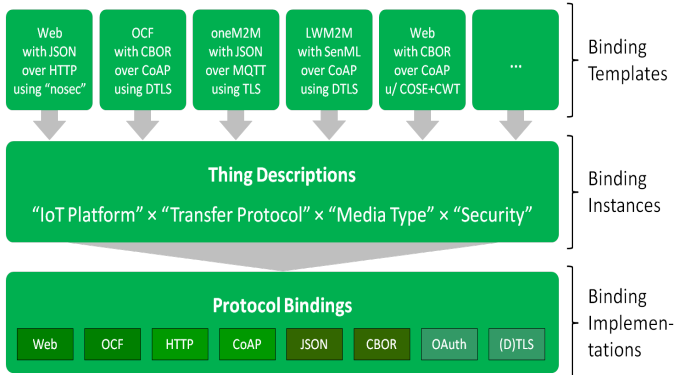 Web
with JSON
over HTTP
using “nosec”
OCF
with CBOR
over CoAP
using DTLS
oneM2M
with JSON
over MQTT
using TLS
LWM2M
with SenML
over CoAP
using DTLS
Web
with CBOR
over CoAP
u/ COSE+CWT
...
Binding
Templates
Thing Descriptions
“IoT Platform” × “Transfer Protocol” × “Media Type” × “Security”
Binding
Instances
Protocol Bindings
Web
OCF
HTTP
CoAP
JSON
CBOR
OAuth
(D)TLS
Binding
Implemen-
tations